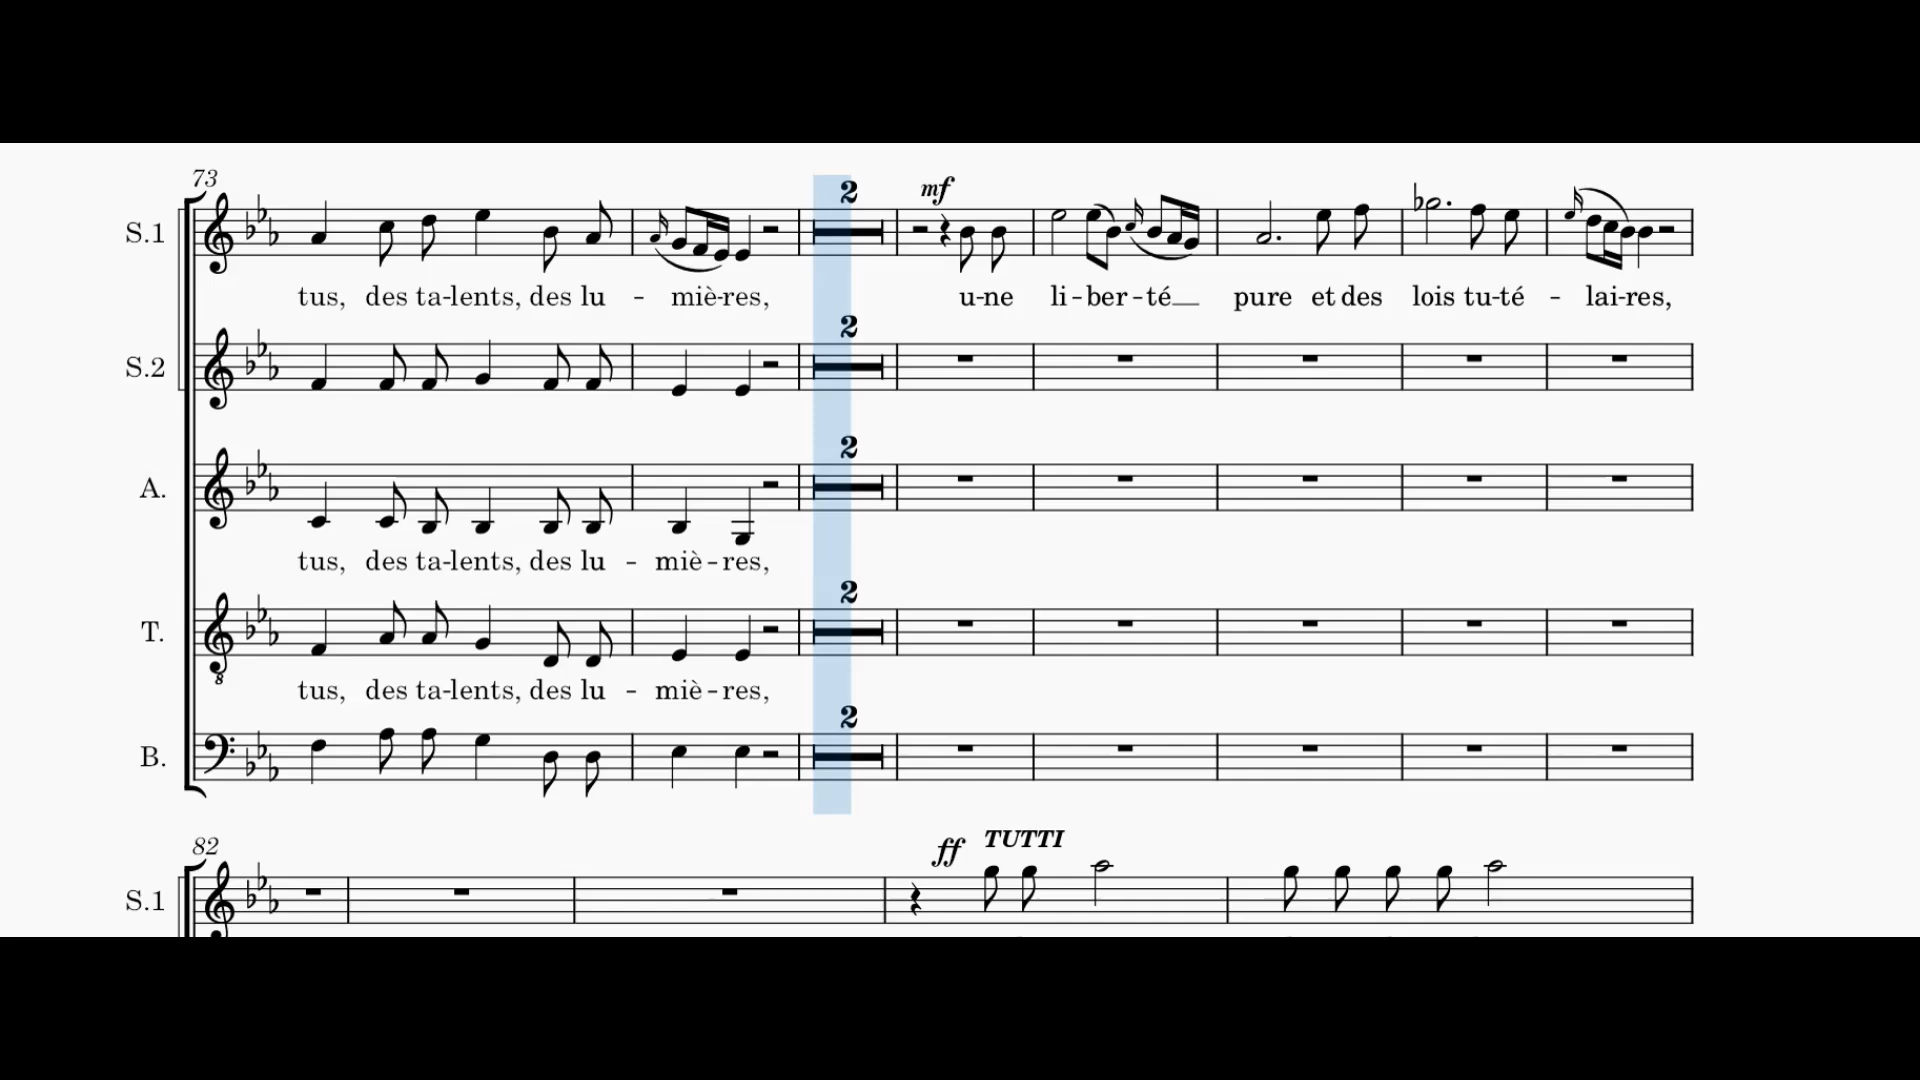 73
2
mf
S.1
tus, des ta-lents, des lu - miè-res, u-ne li-ber-té__ pure et des lois tu-té - lai-res,
2
S.2
2
A.
tus, des ta-lents, des lu - miè-res,
2
T.
8
tus, des ta-lents, des lu - miè-res,
2
B.
82
ff TUTTI
S.1